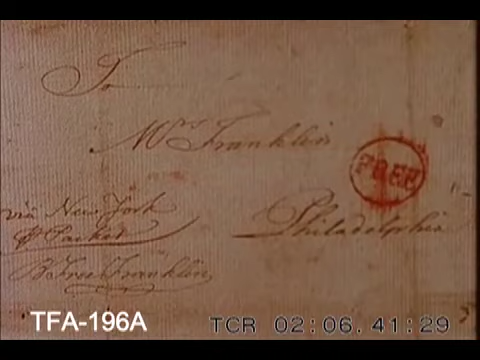 To
Mrs Franklin
FREE
via New York
Philadelphia
⅌ Packet
B Free Franklin
TFA-196A
TCR 02:06.41:29